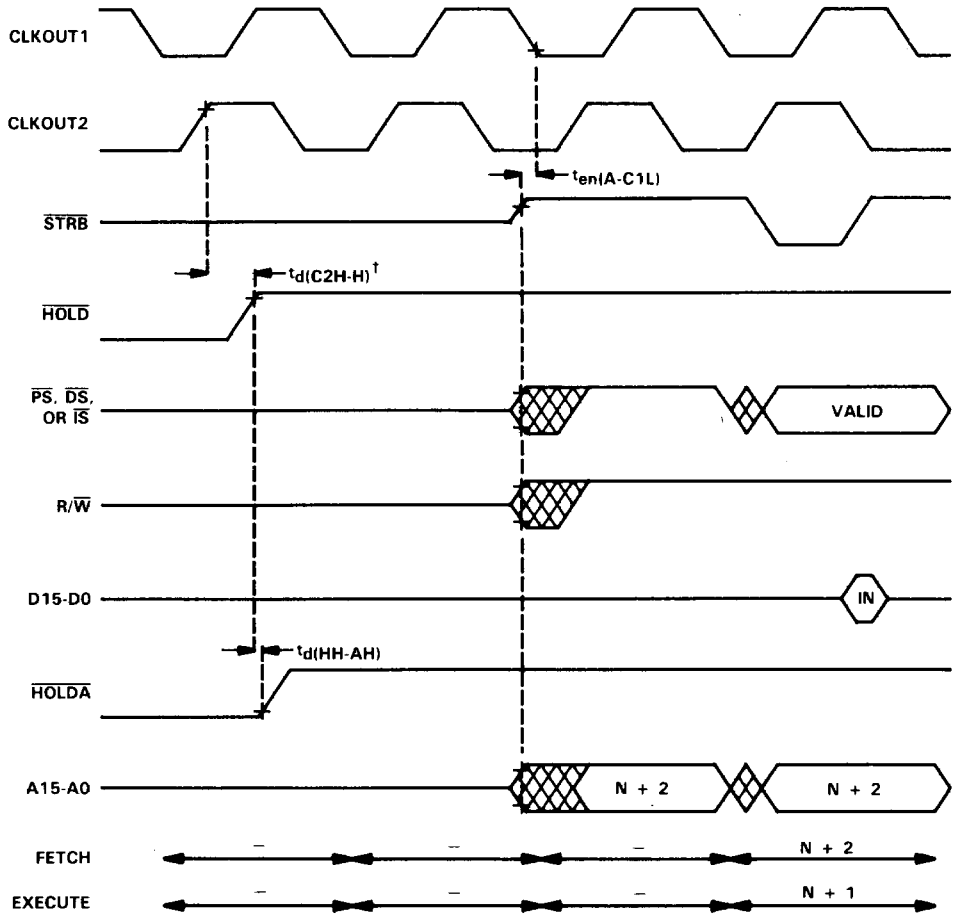 CLKOUT1
CLKOUT2
ten(A-C1L)
STRB
td(C2H-H)†
HOLD
PS, DS,
OR IS
VALID
R/W
D15-D0
IN
td(HH-AH)
HOLDA
A15-A0
N + 2
N + 2
FETCH
–
–
–
N + 2
EXECUTE
–
–
–
N + 1